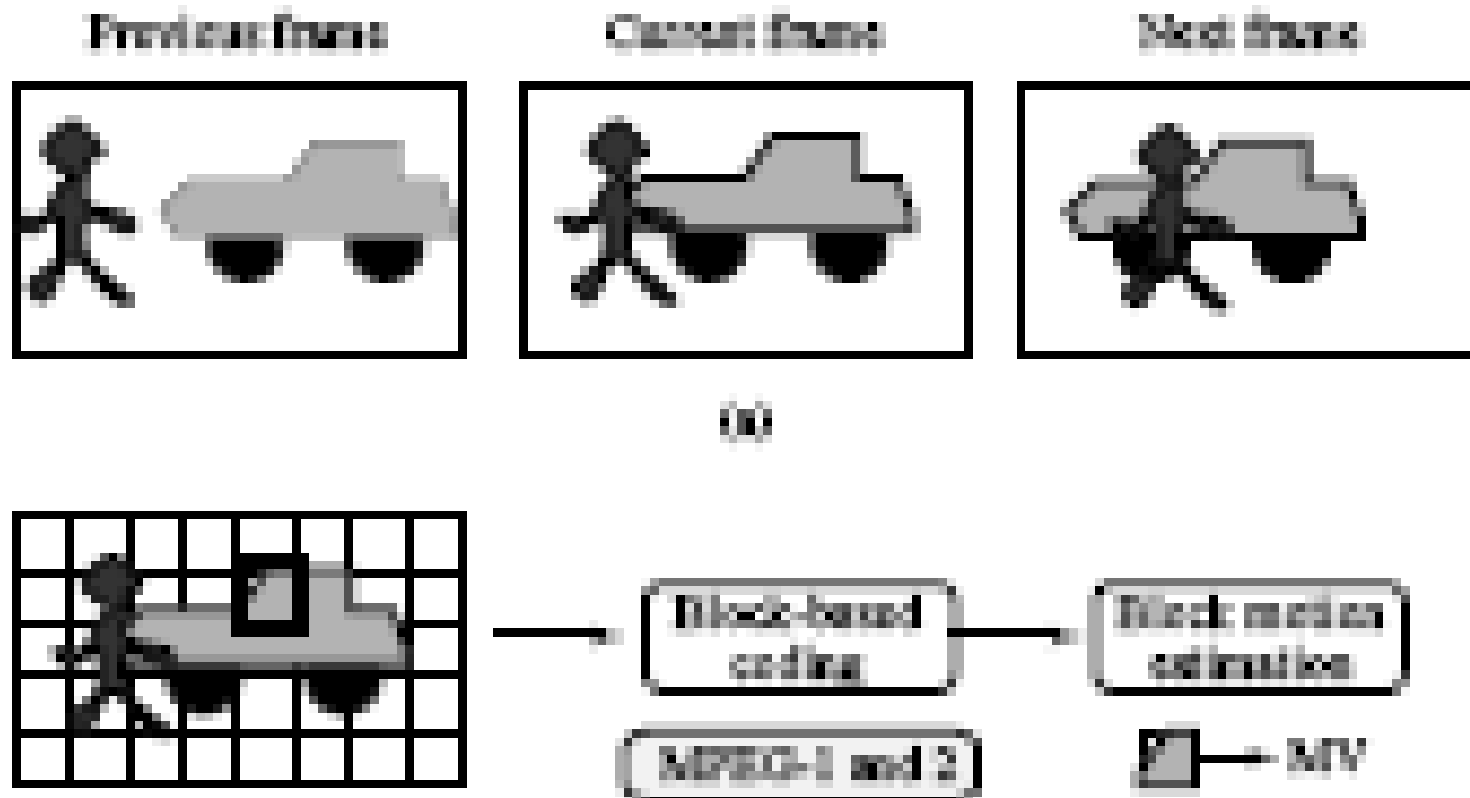 Previous frame
Current frame
Next frame
(a)
Block-based
coding
Block motion
estimation
MPEG-1 and 2
MV